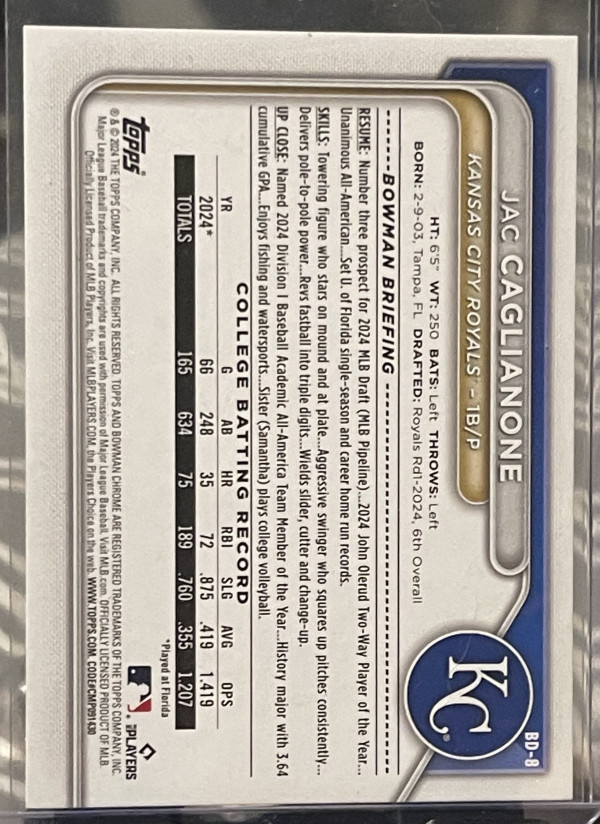 BD-8
JAC CAGLIANONE
KANSAS CITY ROYALS® - 1B/P
KC®
HT: 6'5" WT: 250 BATS: Left THROWS: Left
BORN: 2-9-03, Tampa, FL DRAFTED: Royals Rd1-2024, 6th Overall
BOWMAN BRIEFING
RESUME: Number three prospect for 2024 MLB Draft (MLB Pipeline)....2024 John Olerud Two-Way Player of the Year...
Unanimous All-American....Set U. of Florida single-season and career home run records.
SKILLS: Towering figure who stars on mound and at plate...Aggressive swinger who squares up pitches consistently...
Delivers pole-to-pole power...Revs fastball into triple digits...Wields slider, cutter and change-up.
UP CLOSE: Named 2024 Division I Baseball Academic All-America Team Member of the Year....History major with 3.64
cumulative GPA...Enjoys fishing and watersports....Sister (Samantha) plays college volleyball.
COLLEGE BATTING RECORD
YR G AB HR RBI SLG AVG OPS
2024* 66 248 35 72 .875 .419 1.419
TOTALS 165 634 75 189 .760 .355 1.207
*Played at Florida
topps®
MLB PLAYERS
® & © 2024 THE TOPPS COMPANY, INC. ALL RIGHTS RESERVED. TOPPS AND BOWMAN CHROME ARE REGISTERED TRADEMARKS OF THE TOPPS COMPANY, INC.
Major League Baseball trademarks and copyrights are used with permission of Major League Baseball. Visit MLB.com. OFFICIALLY LICENSED PRODUCT OF MLB
Officially Licensed Product of MLB Players, Inc. Visit MLBPLAYERS.COM, the Players Choice on the web. WWW.TOPPS.COM. CODE#CMP091430